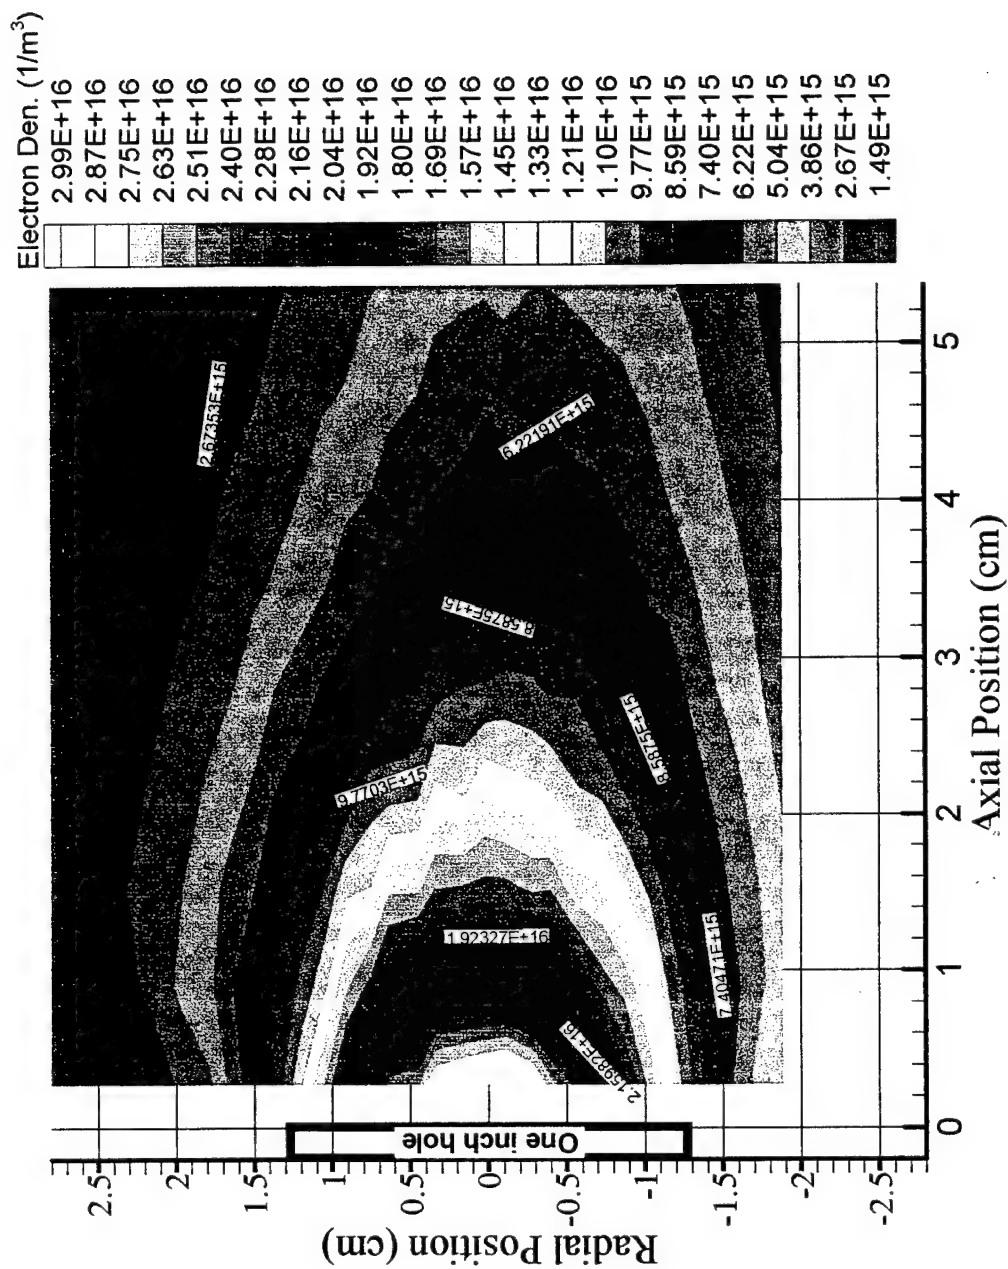 Electron Den. (1/m³)
2.99E+16
2.87E+16
2.75E+16
2.63E+16
2.51E+16
2.40E+16
2.28E+16
2.16E+16
2.04E+16
1.92E+16
1.80E+16
1.69E+16
1.57E+16
1.45E+16
1.33E+16
1.21E+16
1.10E+16
9.77E+15
8.59E+15
7.40E+15
6.22E+15
5.04E+15
3.86E+15
2.67E+15
1.49E+15
2.67353E+15
6.22191E+15
8.5875E+15
8.5875E+15
9.7703E+15
1.92327E+16
7.40471E+15
2.15982E+16
One inch hole
Radial Position (cm)
2.5
2
1.5
1
0.5
0
-0.5
-1
-1.5
-2
-2.5
0
1
2
3
4
5
Axial Position (cm)